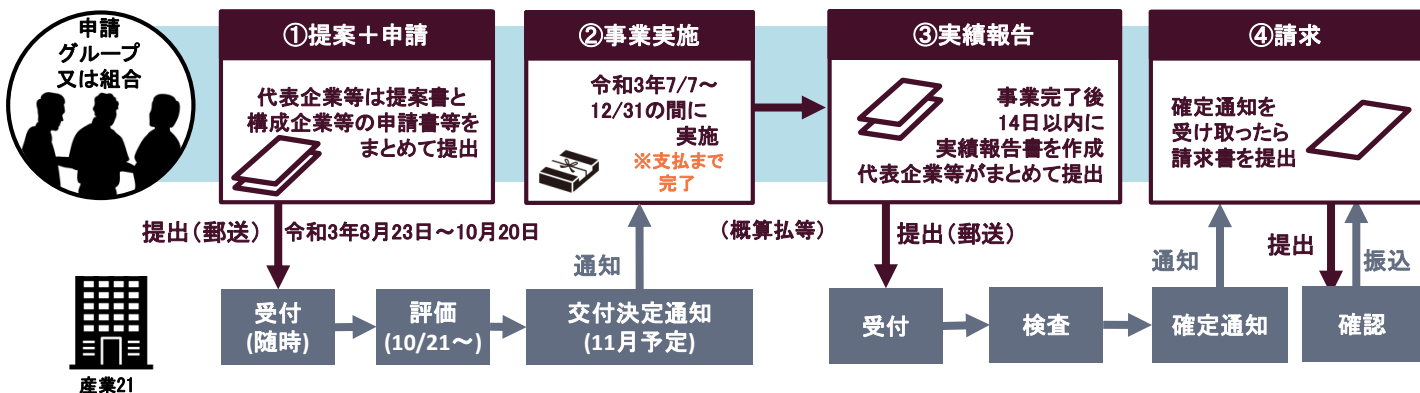 申請
グループ
又は組合
①提案＋申請
代表企業等は提案書と
構成企業等の申請書等を
まとめて提出
②事業実施
令和3年7/7～
12/31の間に
実施
※支払まで
完了
③実績報告
事業完了後
14日以内に
実績報告書を作成
代表企業等がまとめて提出
④請求
確定通知を
受け取ったら
請求書を提出
提出（郵送）
令和3年8月23日～10月20日
通知
（概算払等）
提出（郵送）
通知
提出
振込
産業21
受付
(随時)
評価
(10/21～)
交付決定通知
(11月予定)
受付
検査
確定通知
確認